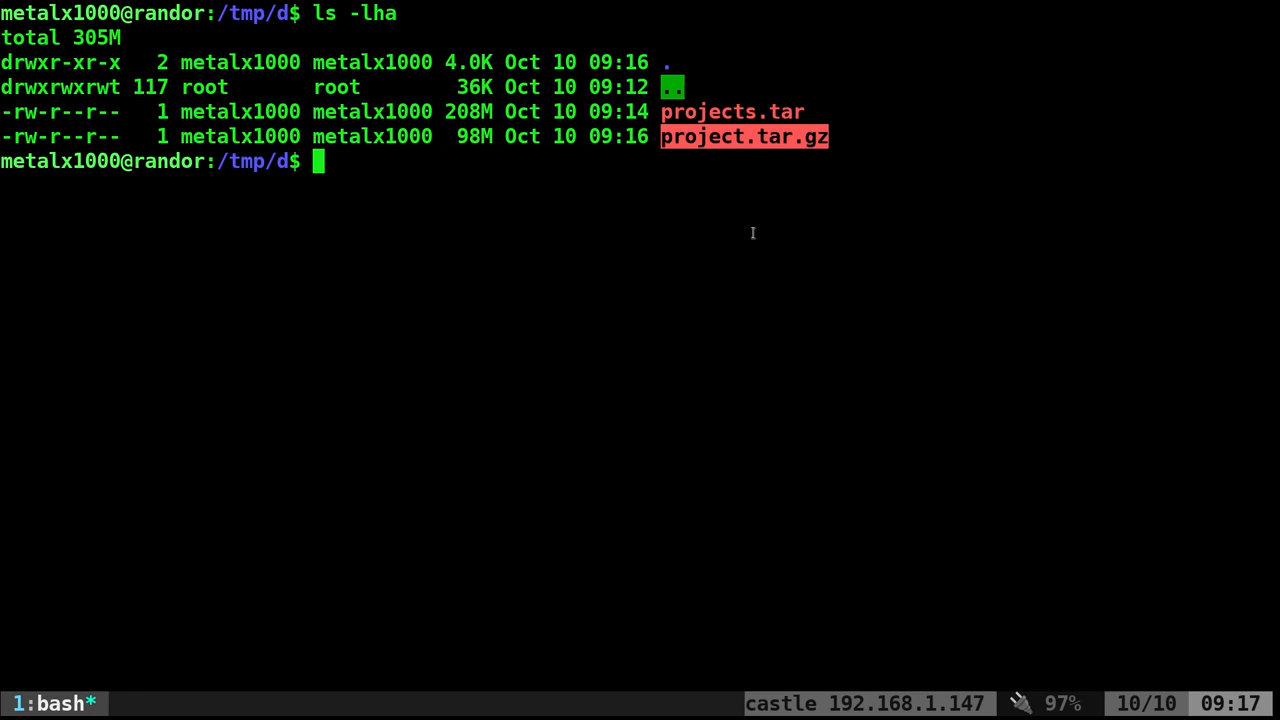 metalx1000@randor:/tmp/d$ ls -lha
total 305M
drwxr-xr-x   2 metalx1000 metalx1000 4.0K Oct 10 09:16 .
drwxrwxrwt 117 root       root        36K Oct 10 09:12 ..
-rw-r--r--   1 metalx1000 metalx1000 208M Oct 10 09:14 projects.tar
-rw-r--r--   1 metalx1000 metalx1000  98M Oct 10 09:16 project.tar.gz
metalx1000@randor:/tmp/d$
1:bash* castle 192.168.1.147 🔌 97% 10/10 09:17